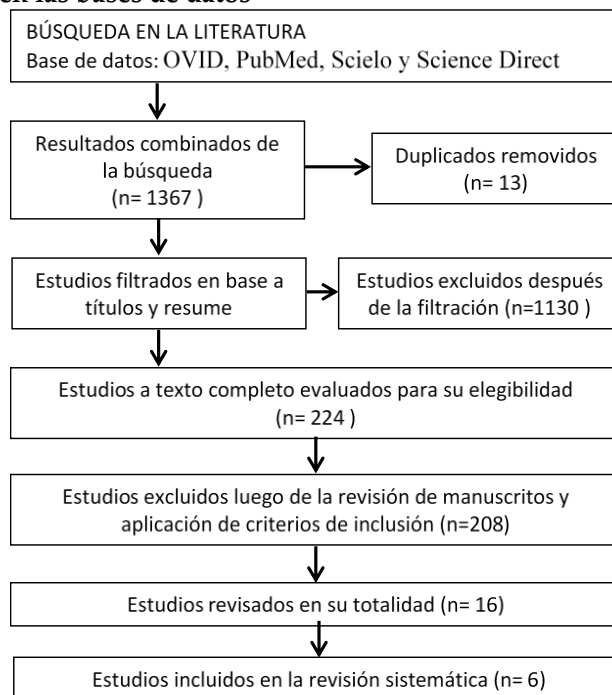 en las bases de datos
BÚSQUEDA EN LA LITERATURA
Base de datos: OVID, PubMed, Scielo y Science Direct
Resultados combinados de
la búsqueda
(n= 1367 )
Duplicados removidos
(n= 13)
Estudios filtrados en base a
títulos y resume
Estudios excluidos después
de la filtración (n=1130 )
Estudios a texto completo evaluados para su elegibilidad
(n= 224 )
Estudios excluidos luego de la revisión de manuscritos y
aplicación de criterios de inclusión (n=208)
Estudios revisados en su totalidad (n= 16)
Estudios incluidos en la revisión sistemática (n= 6)